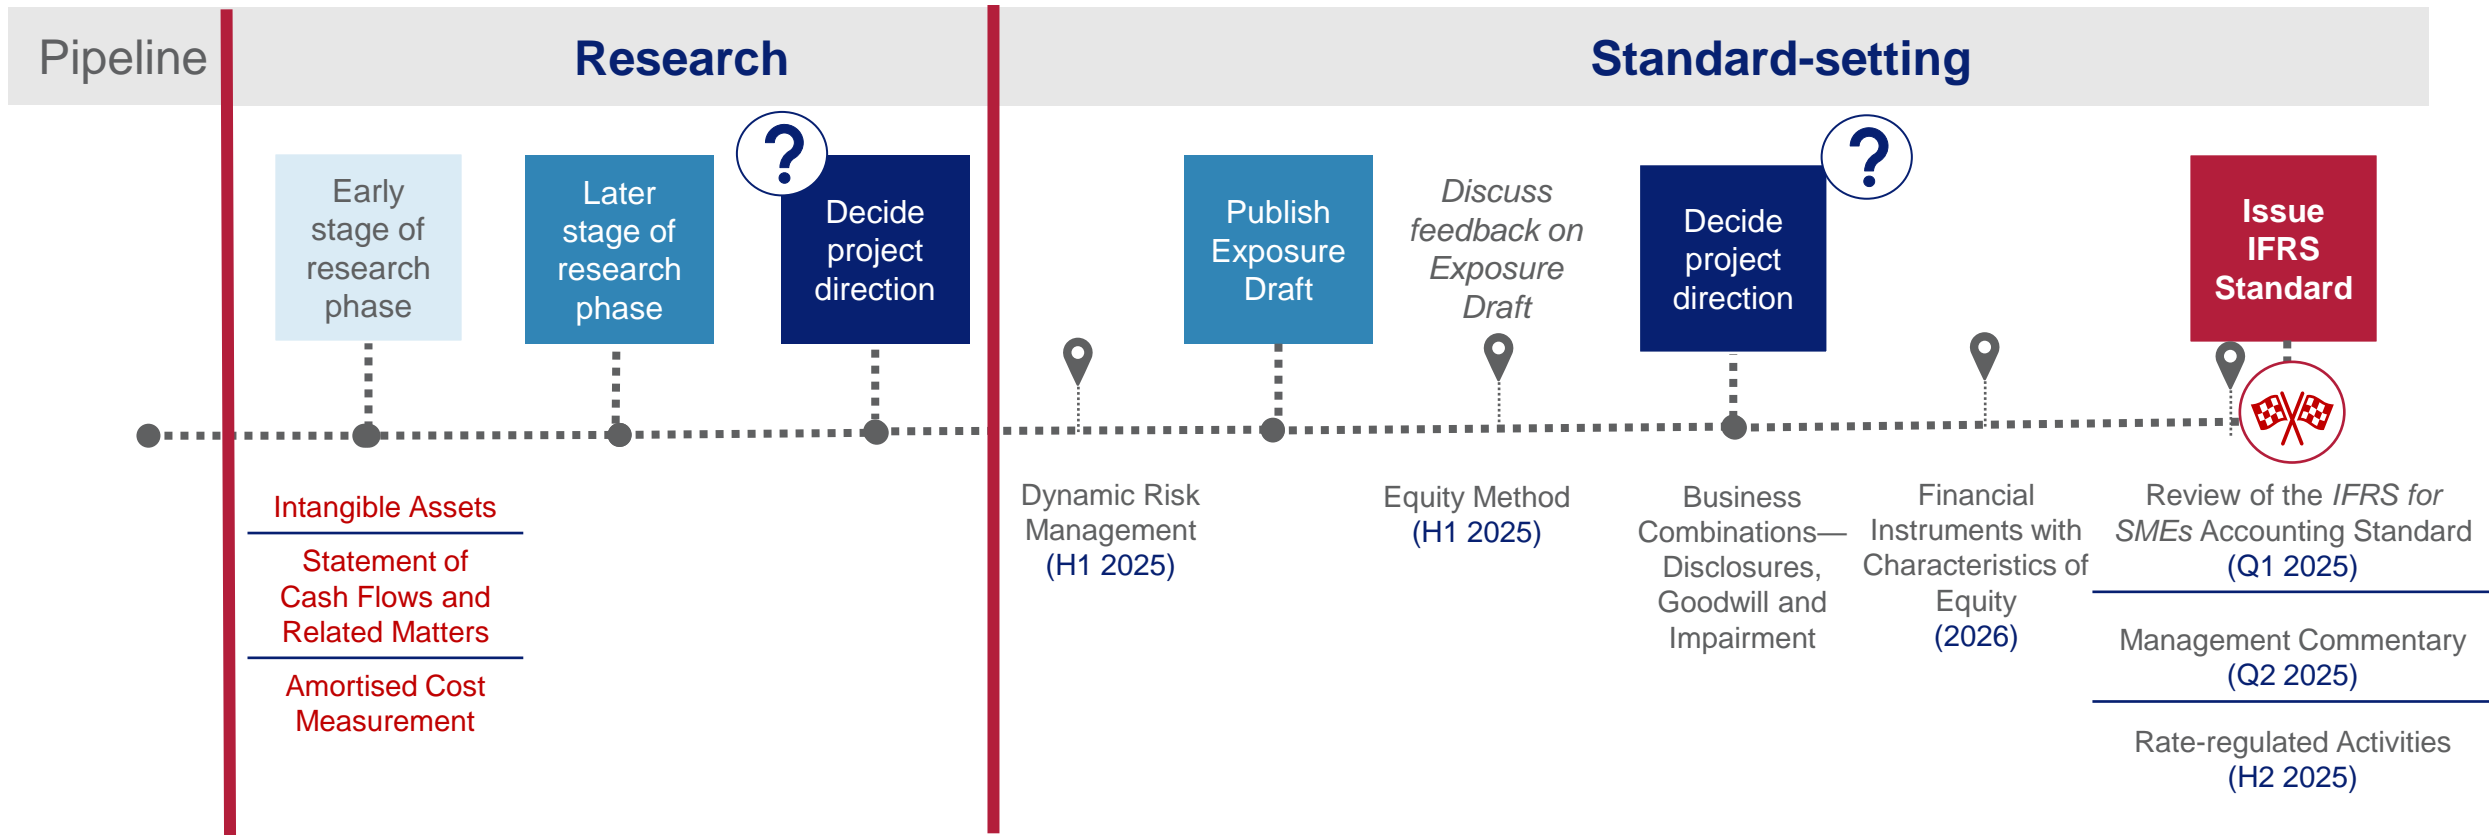 Pipeline
Research
Standard-setting
Early
stage of
research
phase
Later
stage of
research
phase
?
Decide
project
direction
Publish
Exposure
Draft
Discuss
feedback on
Exposure
Draft
Decide
project
direction
?
Issue
IFRS
Standard
Intangible Assets
Statement of
Cash Flows and
Related Matters
Amortised Cost
Measurement
Dynamic Risk
Management
(H1 2025)
Equity Method
(H1 2025)
Business
Combinations—
Disclosures,
Goodwill and
Impairment
Financial
Instruments with
Characteristics of
Equity
(2026)
Review of the IFRS for
SMEs Accounting Standard
(Q1 2025)
Management Commentary
(Q2 2025)
Rate-regulated Activities
(H2 2025)